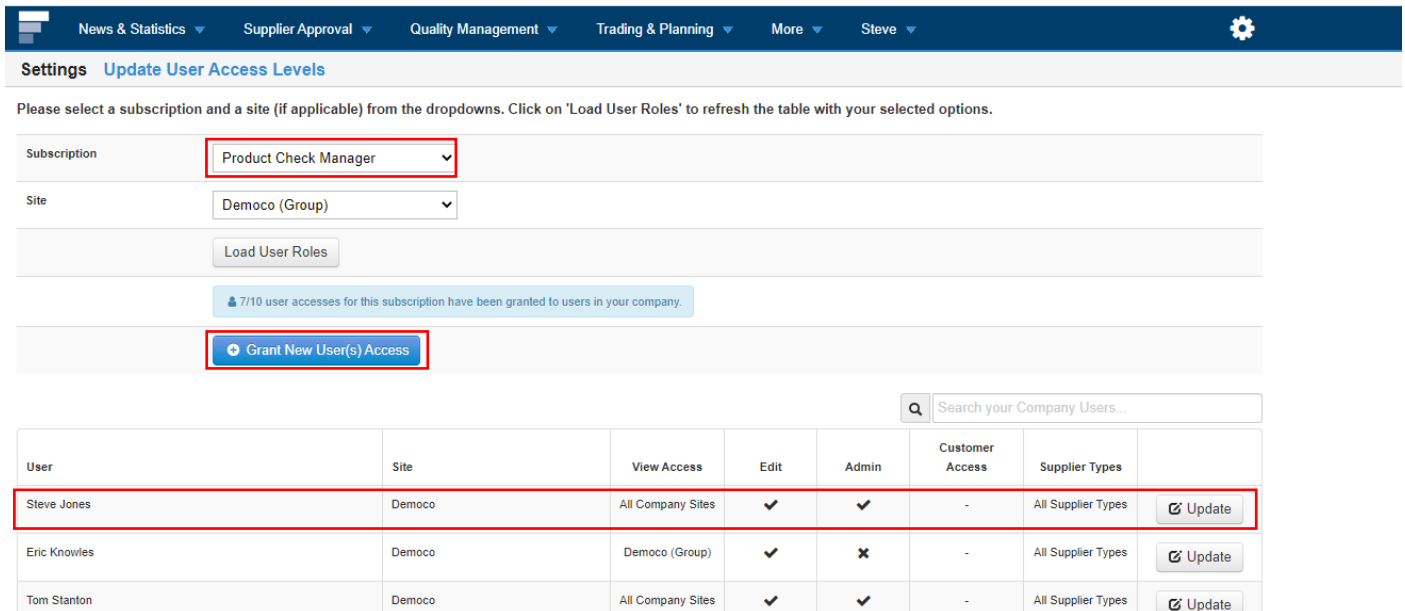 News & Statistics Supplier Approval Quality Management Trading & Planning More Steve
Settings Update User Access Levels
Please select a subscription and a site (if applicable) from the dropdowns. Click on 'Load User Roles' to refresh the table with your selected options.
Subscription Product Check Manager
Site Democo (Group)
Load User Roles
7/10 user accesses for this subscription have been granted to users in your company.
Grant New User(s) Access
Search your Company Users...
User Site View Access Edit Admin Customer Access Supplier Types
Steve Jones Democo All Company Sites ✔ ✔ - All Supplier Types Update
Eric Knowles Democo Democo (Group) ✔ ✖ - All Supplier Types Update
Tom Stanton Democo All Company Sites ✔ ✔ - All Supplier Types Update